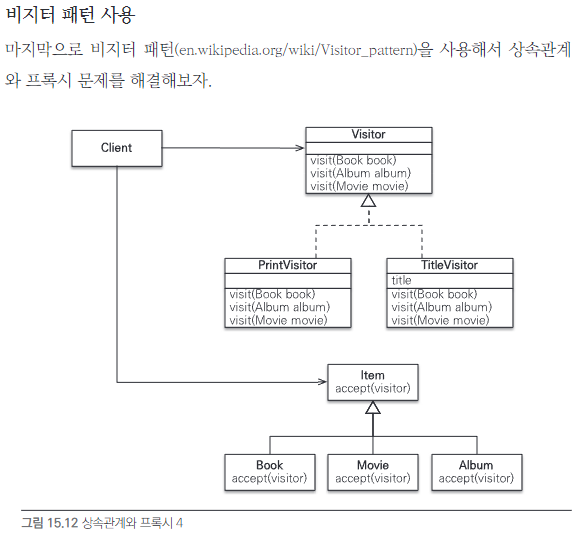 비지터 패턴 사용
마지막으로 비지터 패턴(en.wikipedia.org/wiki/Visitor_pattern)을 사용해서 상속관계
와 프록시 문제를 해결해보자.
Client
Visitor
visit(Book book)
visit(Album album)
visit(Movie movie)
PrintVisitor
visit(Book book)
visit(Album album)
visit(Movie movie)
TitleVisitor
title
visit(Book book)
visit(Album album)
visit(Movie movie)
Item
accept(visitor)
Book
accept(visitor)
Movie
accept(visitor)
Album
accept(visitor)
그림 15.12 상속관계와 프록시 4